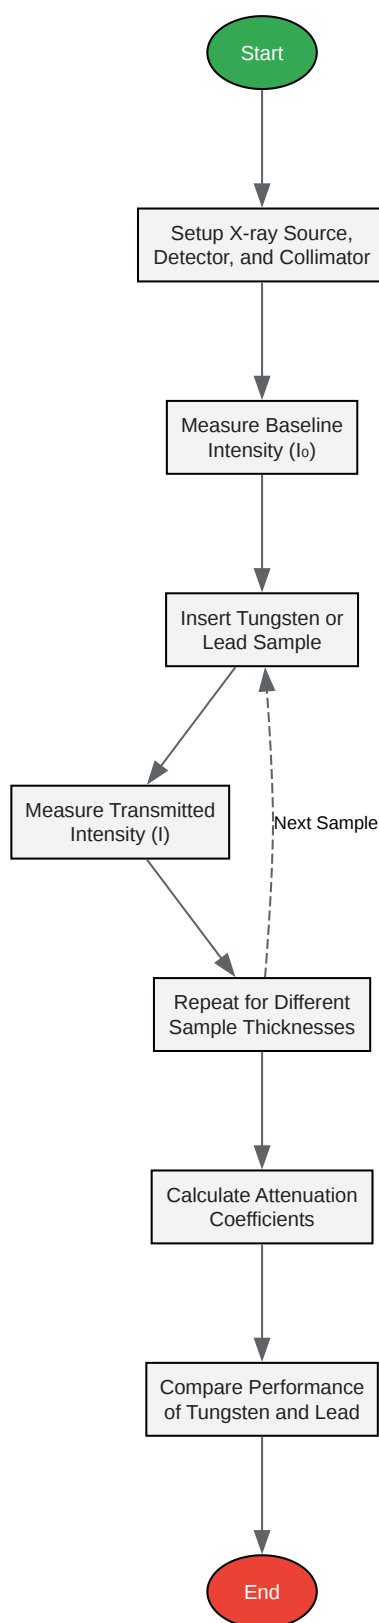 Start
Setup X-ray Source,
Detector, and Collimator
Measure Baseline
Intensity (I₀)
Insert Tungsten or
Lead Sample
Measure Transmitted
Intensity (I)
Next Sample
Repeat for Different
Sample Thicknesses
Calculate Attenuation
Coefficients
Compare Performance
of Tungsten and Lead
End